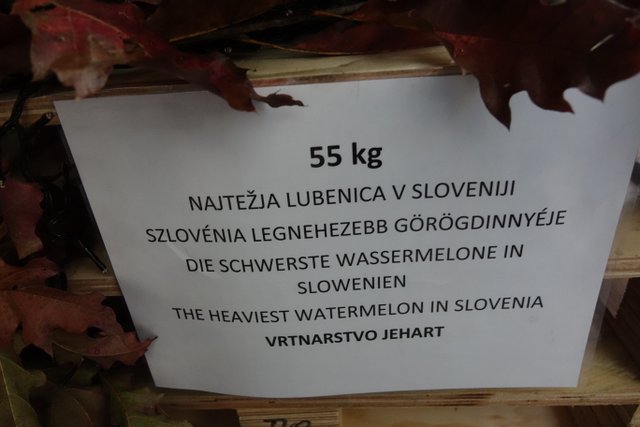 55 kg
NAJTEŽJA LUBENICA V SLOVENIJI
SZLOVÉNIA LEGNEHEZEBB GÖRÖGDINNYÉJE
DIE SCHWERSTE WASSERMELONE IN
SLOWENIEN
THE HEAVIEST WATERMELON IN SLOVENIA
VRTNARSTVO JEHART